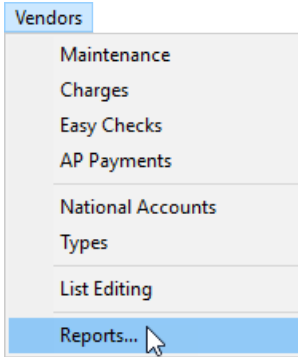 Vendors
Maintenance
Charges
Easy Checks
AP Payments
National Accounts
Types
List Editing
Reports...